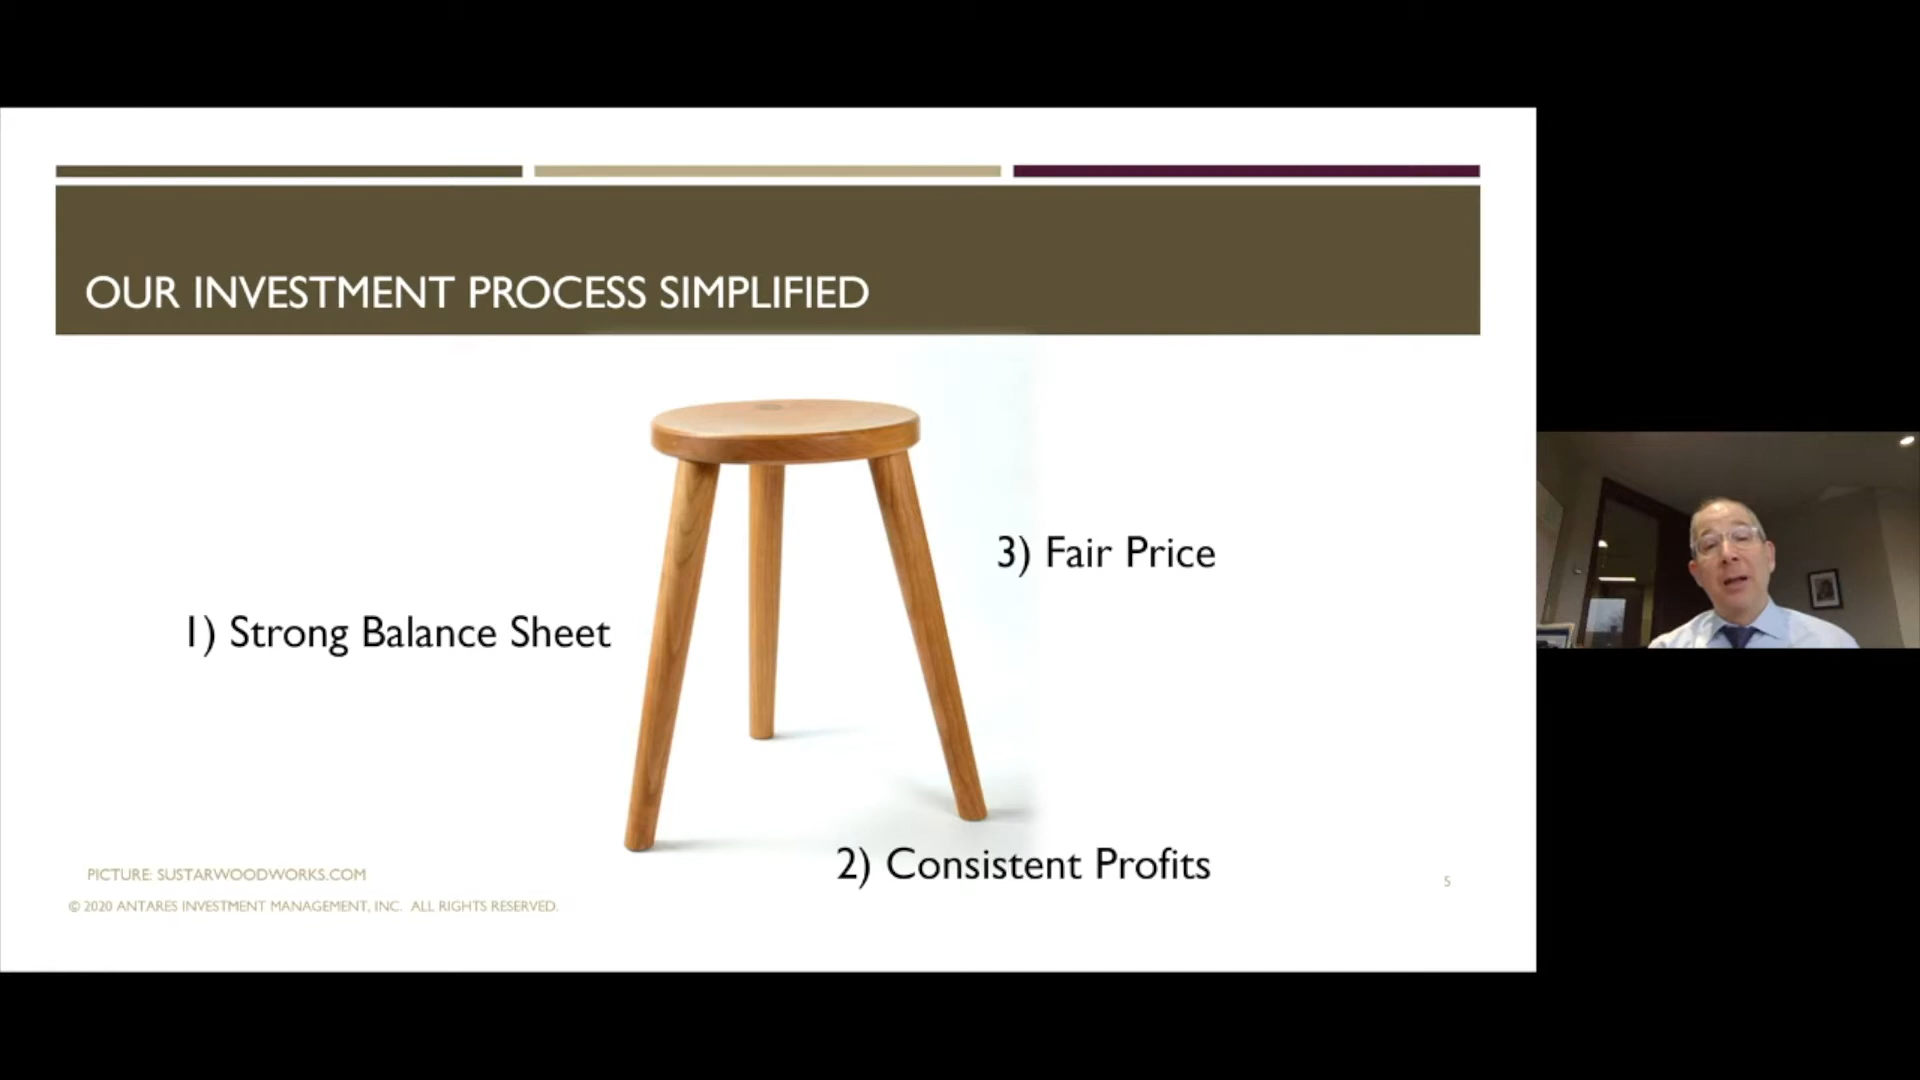 OUR INVESTMENT PROCESS SIMPLIFIED
3) Fair Price
1) Strong Balance Sheet
2) Consistent Profits
PICTURE: SUSTARWOODWORKS.COM
5
© 2020 ANTARES INVESTMENT MANAGEMENT, INC. ALL RIGHTS RESERVED.